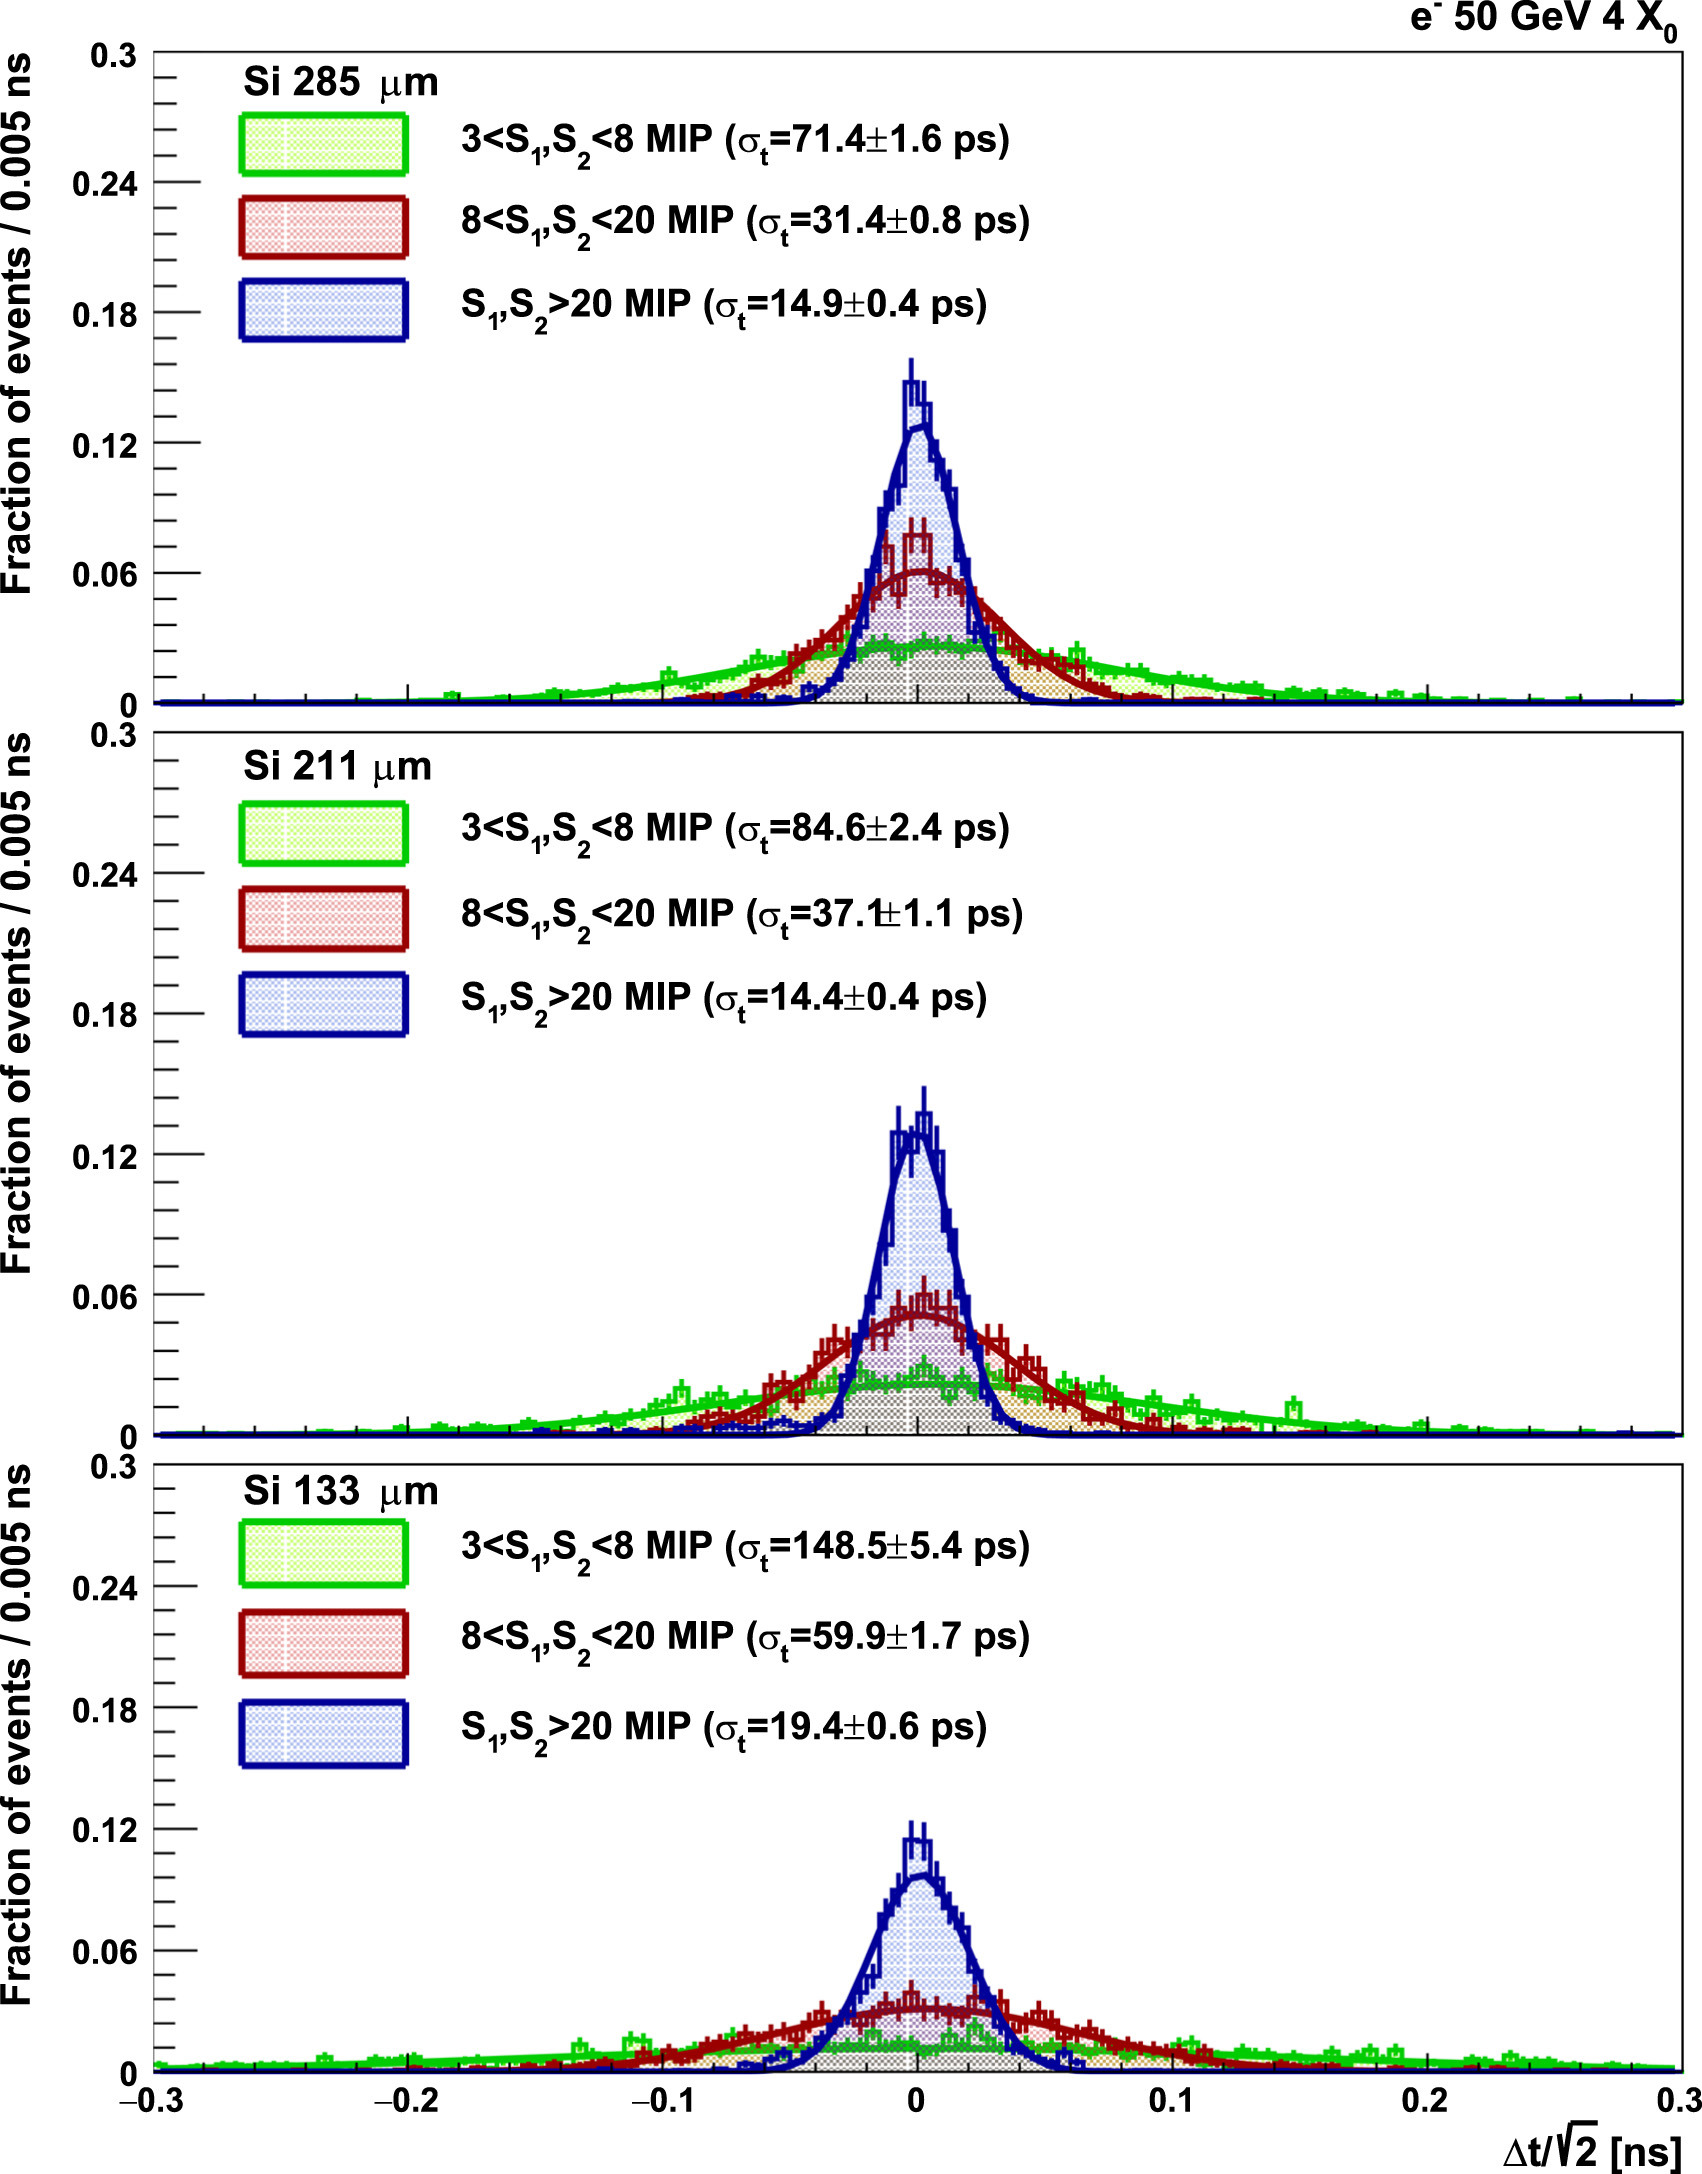 e⁻ 50 GeV 4 X₀
Fraction of events / 0.005 ns
0.3
0.24
0.18
0.12
0.06
0
Si 285 μm
3<S₁,S₂<8 MIP (σₜ=71.4±1.6 ps)
8<S₁,S₂<20 MIP (σₜ=31.4±0.8 ps)
S₁,S₂>20 MIP (σₜ=14.9±0.4 ps)
Fraction of events / 0.005 ns
0.3
0.24
0.18
0.12
0.06
0
Si 211 μm
3<S₁,S₂<8 MIP (σₜ=84.6±2.4 ps)
8<S₁,S₂<20 MIP (σₜ=37.1±1.1 ps)
S₁,S₂>20 MIP (σₜ=14.4±0.4 ps)
Fraction of events / 0.005 ns
0.3
0.24
0.18
0.12
0.06
0
Si 133 μm
3<S₁,S₂<8 MIP (σₜ=148.5±5.4 ps)
8<S₁,S₂<20 MIP (σₜ=59.9±1.7 ps)
S₁,S₂>20 MIP (σₜ=19.4±0.6 ps)
−0.3 −0.2 −0.1 0 0.1 0.2 0.3
Δt/√2 [ns]